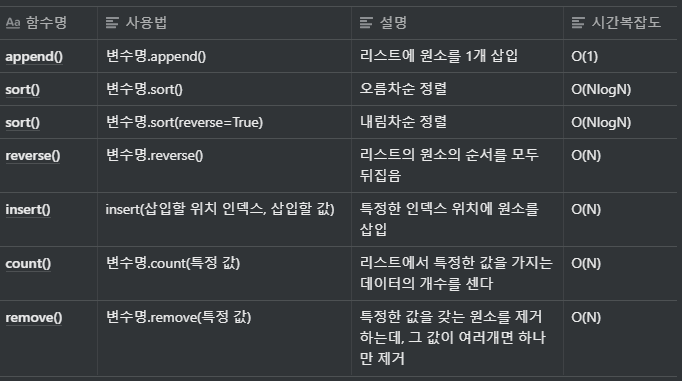 Aa 함수명 사용법 설명 시간복잡도
append() 변수명.append() 리스트에 원소를 1개 삽입 O(1)
sort() 변수명.sort() 오름차순 정렬 O(NlogN)
sort() 변수명.sort(reverse=True) 내림차순 정렬 O(NlogN)
reverse() 변수명.reverse() 리스트의 원소의 순서를 모두 O(N)
뒤집음
insert() insert(삽입할 위치 인덱스, 삽입할 값) 특정한 인덱스 위치에 원소를 O(N)
삽입
count() 변수명.count(특정 값) 리스트에서 특정한 값을 가지는 O(N)
데이터의 개수를 센다
remove() 변수명.remove(특정 값) 특정한 값을 갖는 원소를 제거 O(N)
하는데, 그 값이 여러개면 하나
만 제거